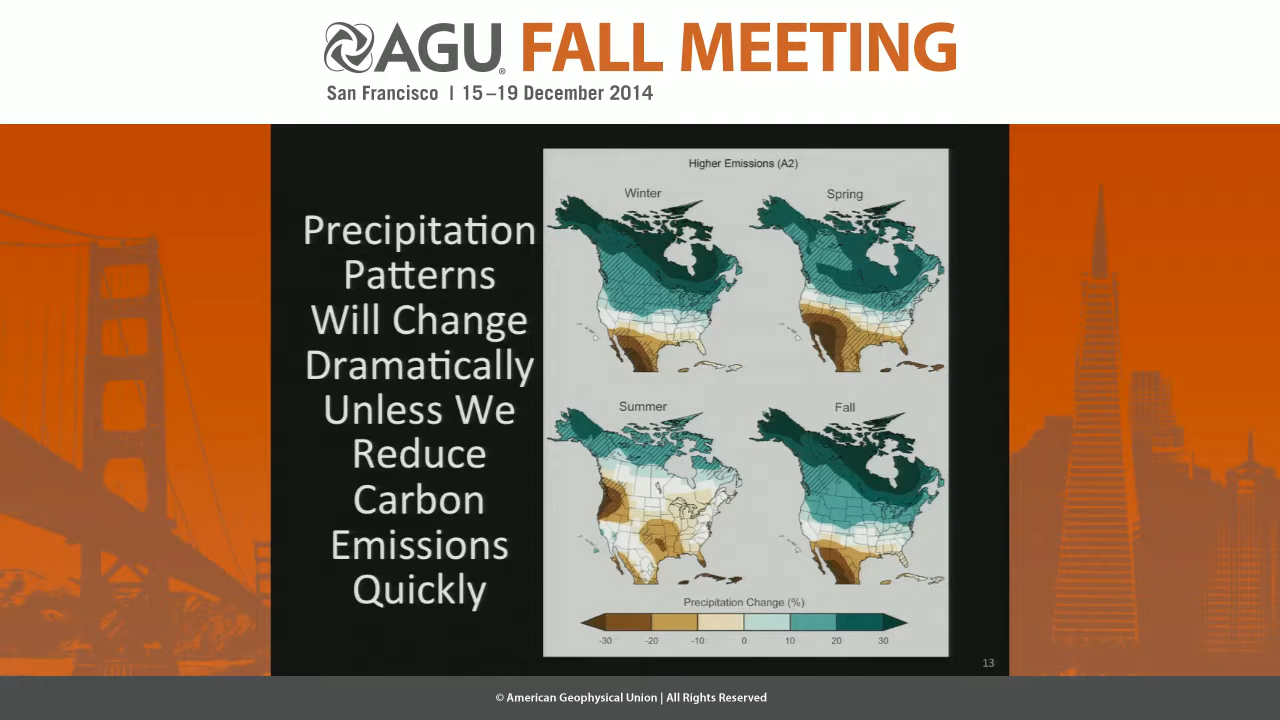 AGU® FALL MEETING
San Francisco | 15–19 December 2014
Precipitation
Patterns
Will Change
Dramatically
Unless We
Reduce
Carbon
Emissions
Quickly
Higher Emissions (A2)
Winter
Spring
Summer
Fall
Precipitation Change (%)
-30 -20 -10 0 10 20 30
13
© American Geophysical Union | All Rights Reserved